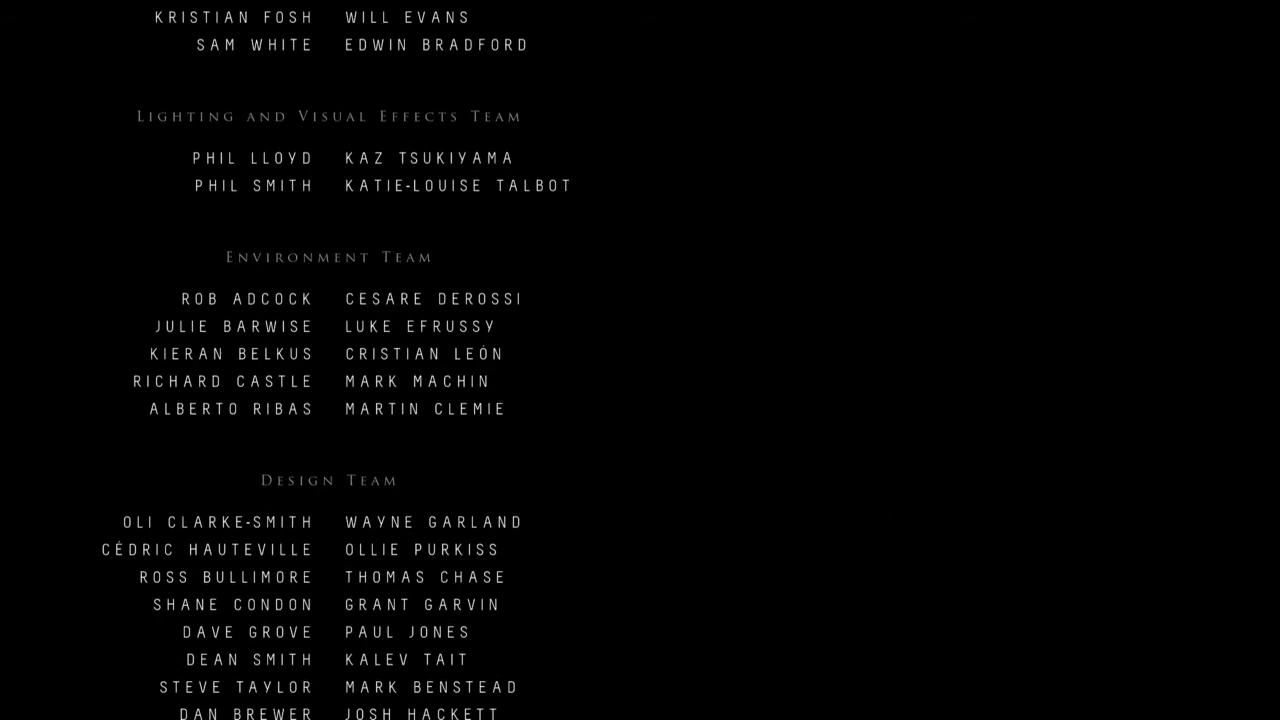 KRISTIAN FOSH WILL EVANS
SAM WHITE EDWIN BRADFORD
LIGHTING AND VISUAL EFFECTS TEAM
PHIL LLOYD KAZ TSUKIYAMA
PHIL SMITH KATIE-LOUISE TALBOT
ENVIRONMENT TEAM
ROB ADCOCK CESARE DEROSSI
JULIE BARWISE LUKE EFRUSSY
KIERAN BELKUS CRISTIAN LEÓN
RICHARD CASTLE MARK MACHIN
ALBERTO RIBAS MARTIN CLEMIE
DESIGN TEAM
OLI CLARKE-SMITH WAYNE GARLAND
CÉDRIC HAUTEVILLE OLLIE PURKISS
ROSS BULLIMORE THOMAS CHASE
SHANE CONDON GRANT GARVIN
DAVE GROVE PAUL JONES
DEAN SMITH KALEV TAIT
STEVE TAYLOR MARK BENSTEAD
DAN BREWER JOSH HACKETT